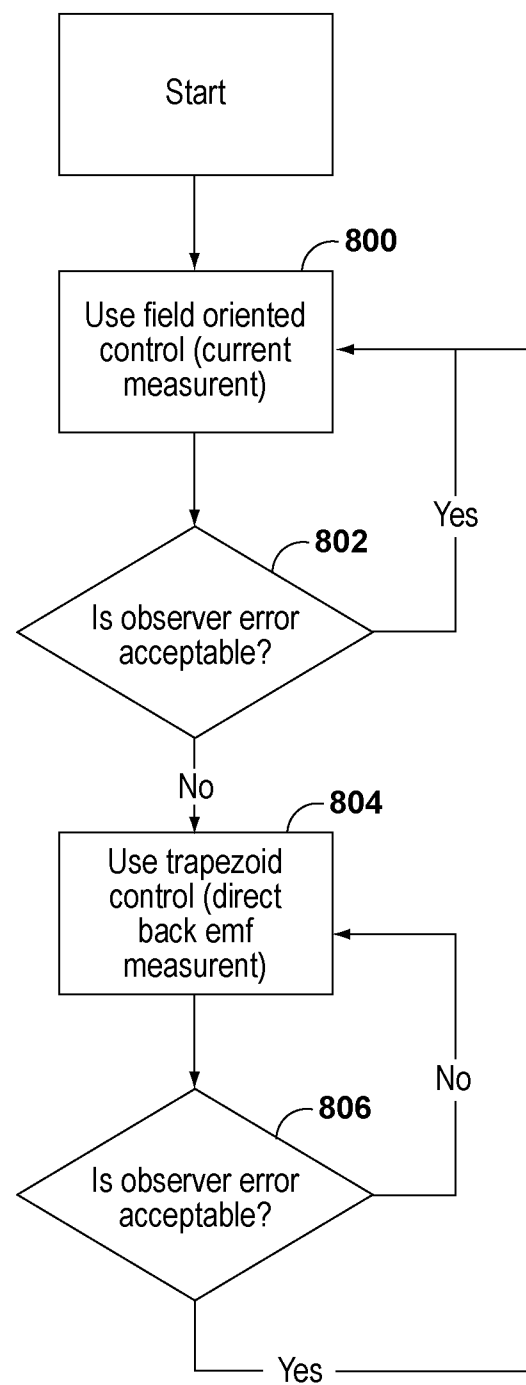 Start
800
Use field oriented
control (current
measurent)
Yes
802
Is observer error
acceptable?
No
804
Use trapezoid
control (direct
back emf
measurent)
No
806
Is observer error
acceptable?
Yes